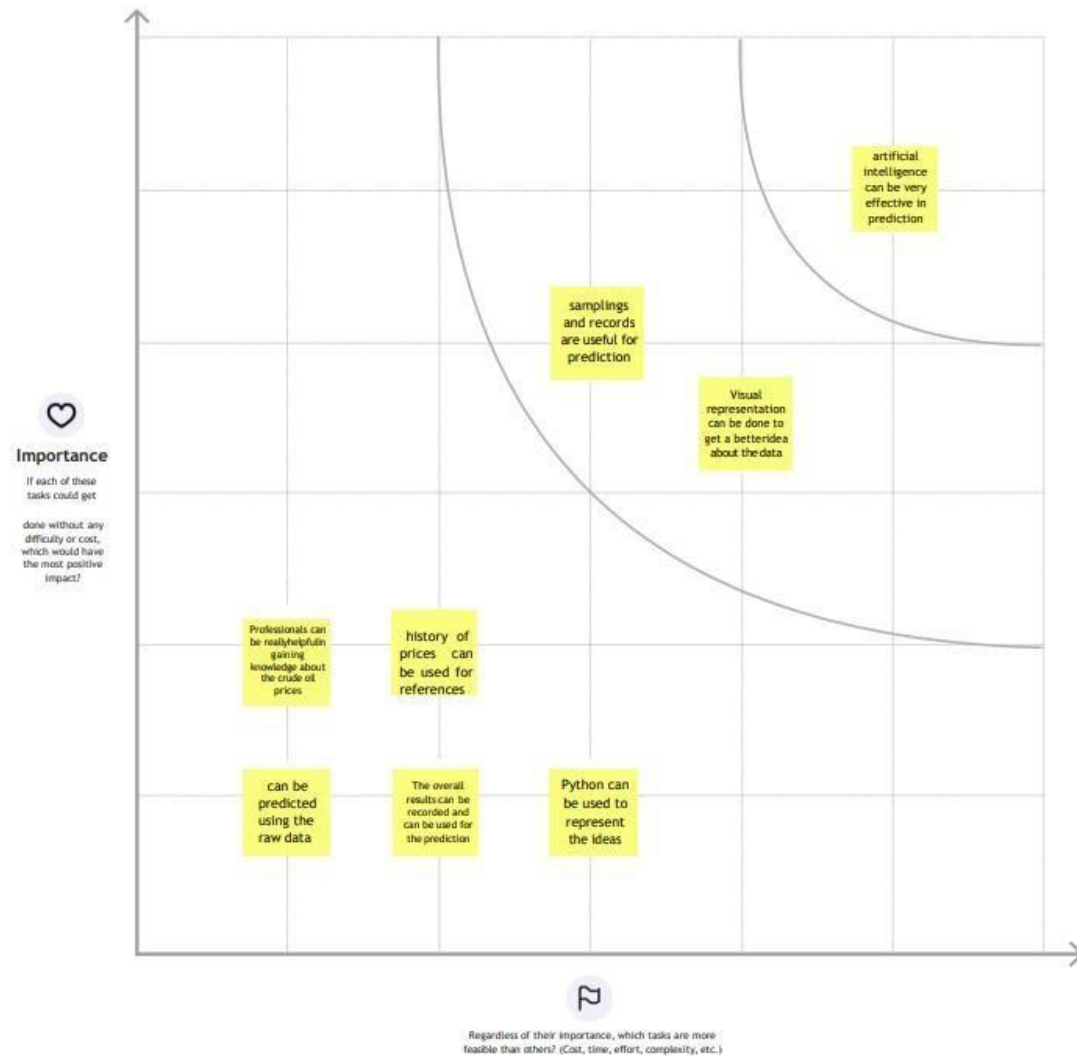 artificial
intelligence
can be very
effective in
prediction
samplings
and records
are useful for
prediction
Visual
representation
can be done to
get a betteridea
about thedata
Importance
If each of these
tasks could get
done without any
difficulty or cost,
which would have
the most positive
impact?
Professionals can
be reallyhelpfulin
gaining
knowledge about
the crude oil
prices
history of
prices can
be used for
references
can be
predicted
using the
raw data
The overall
results can be
recorded and
can be used for
the prediction
Python can
be used to
represent
the ideas
Regardless of their importance, which tasks are more
feasible than others? (Cost, time, effort, complexity, etc.)